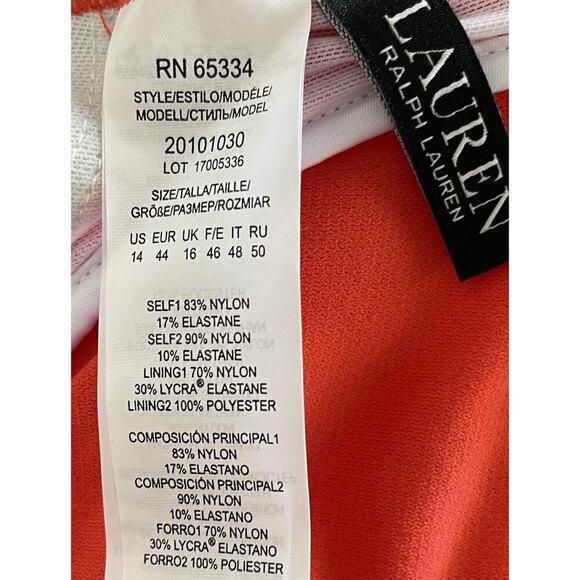 RN 65334
STYLE/ESTILO/MODÈLE/
MODELL/СТИЛЬ/MODEL
20101030
LOT 17005336
SIZE/TALLA/TAILLE/
GRÖßE/РАЗМЕР/ROZMIAR
US EUR UK F/E IT RU
14 44 16 46 48 50
SELF1 83% NYLON
17% ELASTANE
SELF2 90% NYLON
10% ELASTANE
LINING1 70% NYLON
30% LYCRA® ELASTANE
LINING2 100% POLYESTER
COMPOSICIÓN PRINCIPAL1
83% NYLON
17% ELASTANO
COMPOSICIÓN PRINCIPAL2
90% NYLON
10% ELASTANO
FORRO1 70% NYLON
30% LYCRA® ELASTANO
FORRO2 100% POLIESTER
LAUREN
RALPH LAUREN